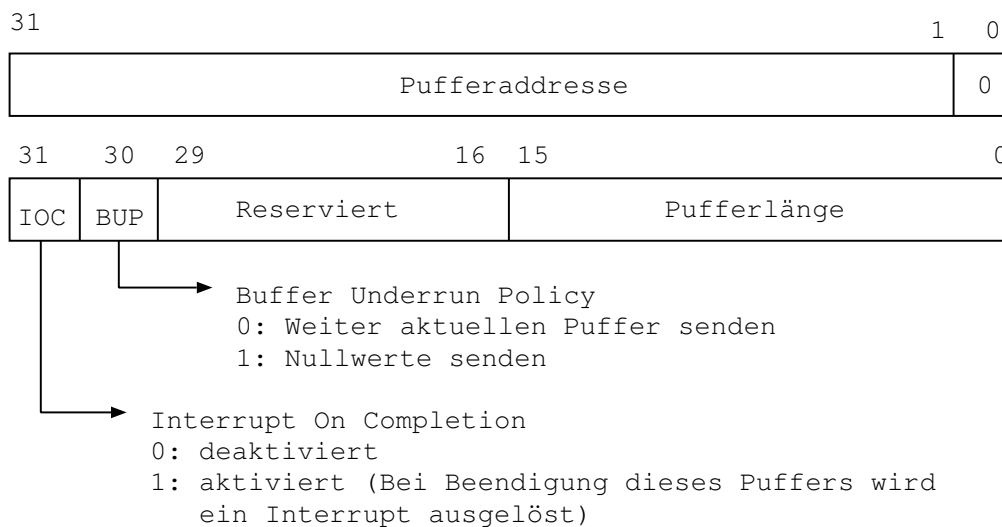 31 1 0
Pufferaddresse 0
31 30 29 16 15 0
IOC BUP Reserviert Pufferlänge
Buffer Underrun Policy
0: Weiter aktuellen Puffer senden
1: Nullwerte senden
Interrupt On Completion
0: deaktiviert
1: aktiviert (Bei Beendigung dieses Puffers wird
ein Interrupt ausgelöst)